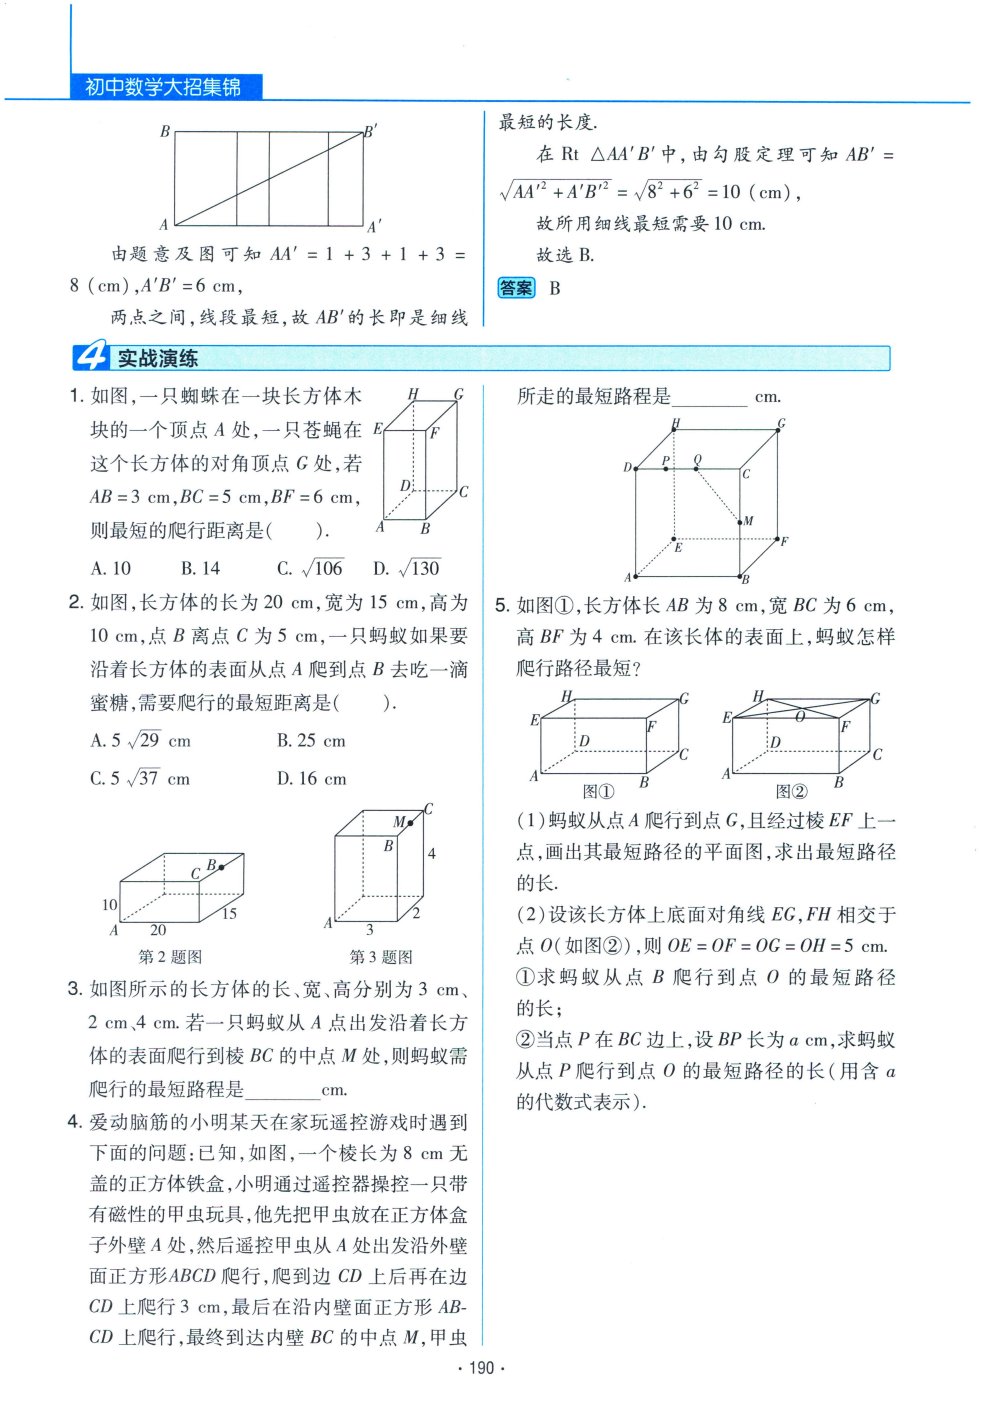 初中数学大招集锦
B
B′
A
A′
由题意及图可知 AA′ = 1 + 3 + 1 + 3 =
8 (cm),A′B′=6 cm,
两点之间,线段最短,故 AB′的长即是细线
最短的长度.
在 Rt △AA′B′中,由勾股定理可知 AB′ =
√(AA′²+A′B′²) = √(8²+6²) =10 (cm),
故所用细线最短需要 10 cm.
故选 B.
答案 B
4 实战演练
1. 如图,一只蜘蛛在一块长方体木
块的一个顶点 A 处,一只苍蝇在
这个长方体的对角顶点 G 处,若
AB=3 cm,BC=5 cm,BF=6 cm,
则最短的爬行距离是(  ).
H G
E F
D C
A B
A. 10 B. 14 C. √106 D. √130
2. 如图,长方体的长为 20 cm,宽为 15 cm,高为
10 cm,点 B 离点 C 为 5 cm,一只蚂蚁如果要
沿着长方体的表面从点 A 爬到点 B 去吃一滴
蜜糖,需要爬行的最短距离是(  ).
A. 5√29 cm B. 25 cm
C. 5√37 cm D. 16 cm
C B
10
A 20 15
第 2 题图
C
M
B
4
A 3 2
第 3 题图
3. 如图所示的长方体的长、宽、高分别为 3 cm、
2 cm、4 cm. 若一只蚂蚁从 A 点出发沿着长方
体的表面爬行到棱 BC 的中点 M 处,则蚂蚁需
爬行的最短路程是________cm.
4. 爱动脑筋的小明某天在家玩遥控游戏时遇到
下面的问题:已知,如图,一个棱长为 8 cm 无
盖的正方体铁盒,小明通过遥控器操控一只带
有磁性的甲虫玩具,他先把甲虫放在正方体盒
子外壁 A 处,然后遥控甲虫从 A 处出发沿外壁
面正方形ABCD 爬行,爬到边 CD 上后再在边
CD 上爬行 3 cm,最后在沿内壁面正方形 AB-
CD 上爬行,最终到达内壁 BC 的中点 M,甲虫
所走的最短路程是________ cm.
H G
D P Q C
M
E F
A B
5. 如图①,长方体长 AB 为 8 cm,宽 BC 为 6 cm,
高 BF 为 4 cm. 在该长体的表面上,蚂蚁怎样
爬行路径最短?
H G
E F
D C
A B
图①
H G
E O F
D C
A B
图②
(1)蚂蚁从点 A 爬行到点 G,且经过棱 EF 上一
点,画出其最短路径的平面图,求出最短路径
的长.
(2)设该长方体上底面对角线 EG,FH 相交于
点 O(如图②),则 OE=OF=OG=OH=5 cm.
①求蚂蚁从点 B 爬行到点 O 的最短路径
的长;
②当点 P 在 BC 边上,设 BP 长为 a cm,求蚂蚁
从点 P 爬行到点 O 的最短路径的长(用含 a
的代数式表示).
· 190 ·